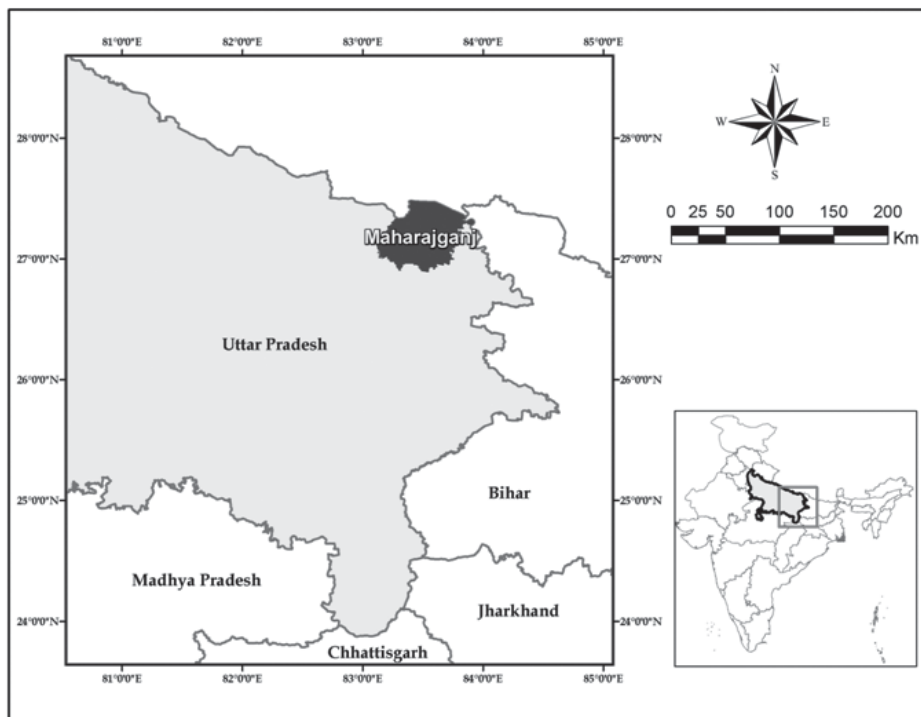 81°0'0"E 82°0'0"E 83°0'0"E 84°0'0"E 85°0'0"E
N
W E
S
28°0'0"N 28°0'0"N
0 25 50 100 150 200
Km
Maharajganj
27°0'0"N 27°0'0"N
Uttar Pradesh
26°0'0"N 26°0'0"N
Bihar
25°0'0"N 25°0'0"N
Madhya Pradesh
Jharkhand
24°0'0"N 24°0'0"N
Chhattisgarh
81°0'0"E 82°0'0"E 83°0'0"E 84°0'0"E 85°0'0"E